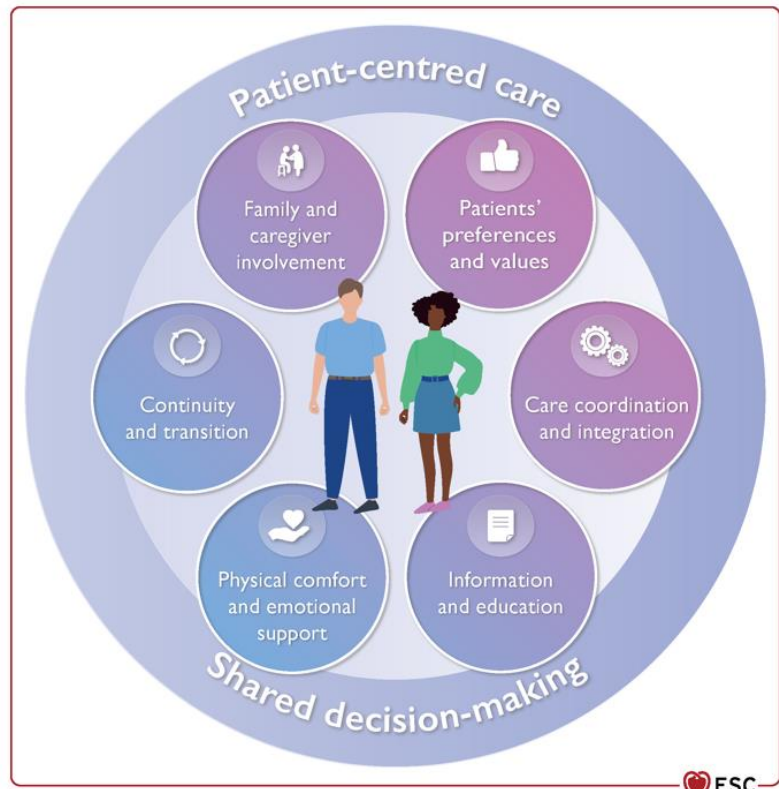 Patient-centred care
Family and
caregiver
involvement
Patients'
preferences
and values
Continuity
and transition
Care coordination
and integration
Physical comfort
and emotional
support
Information
and education
Shared decision-making
ESC